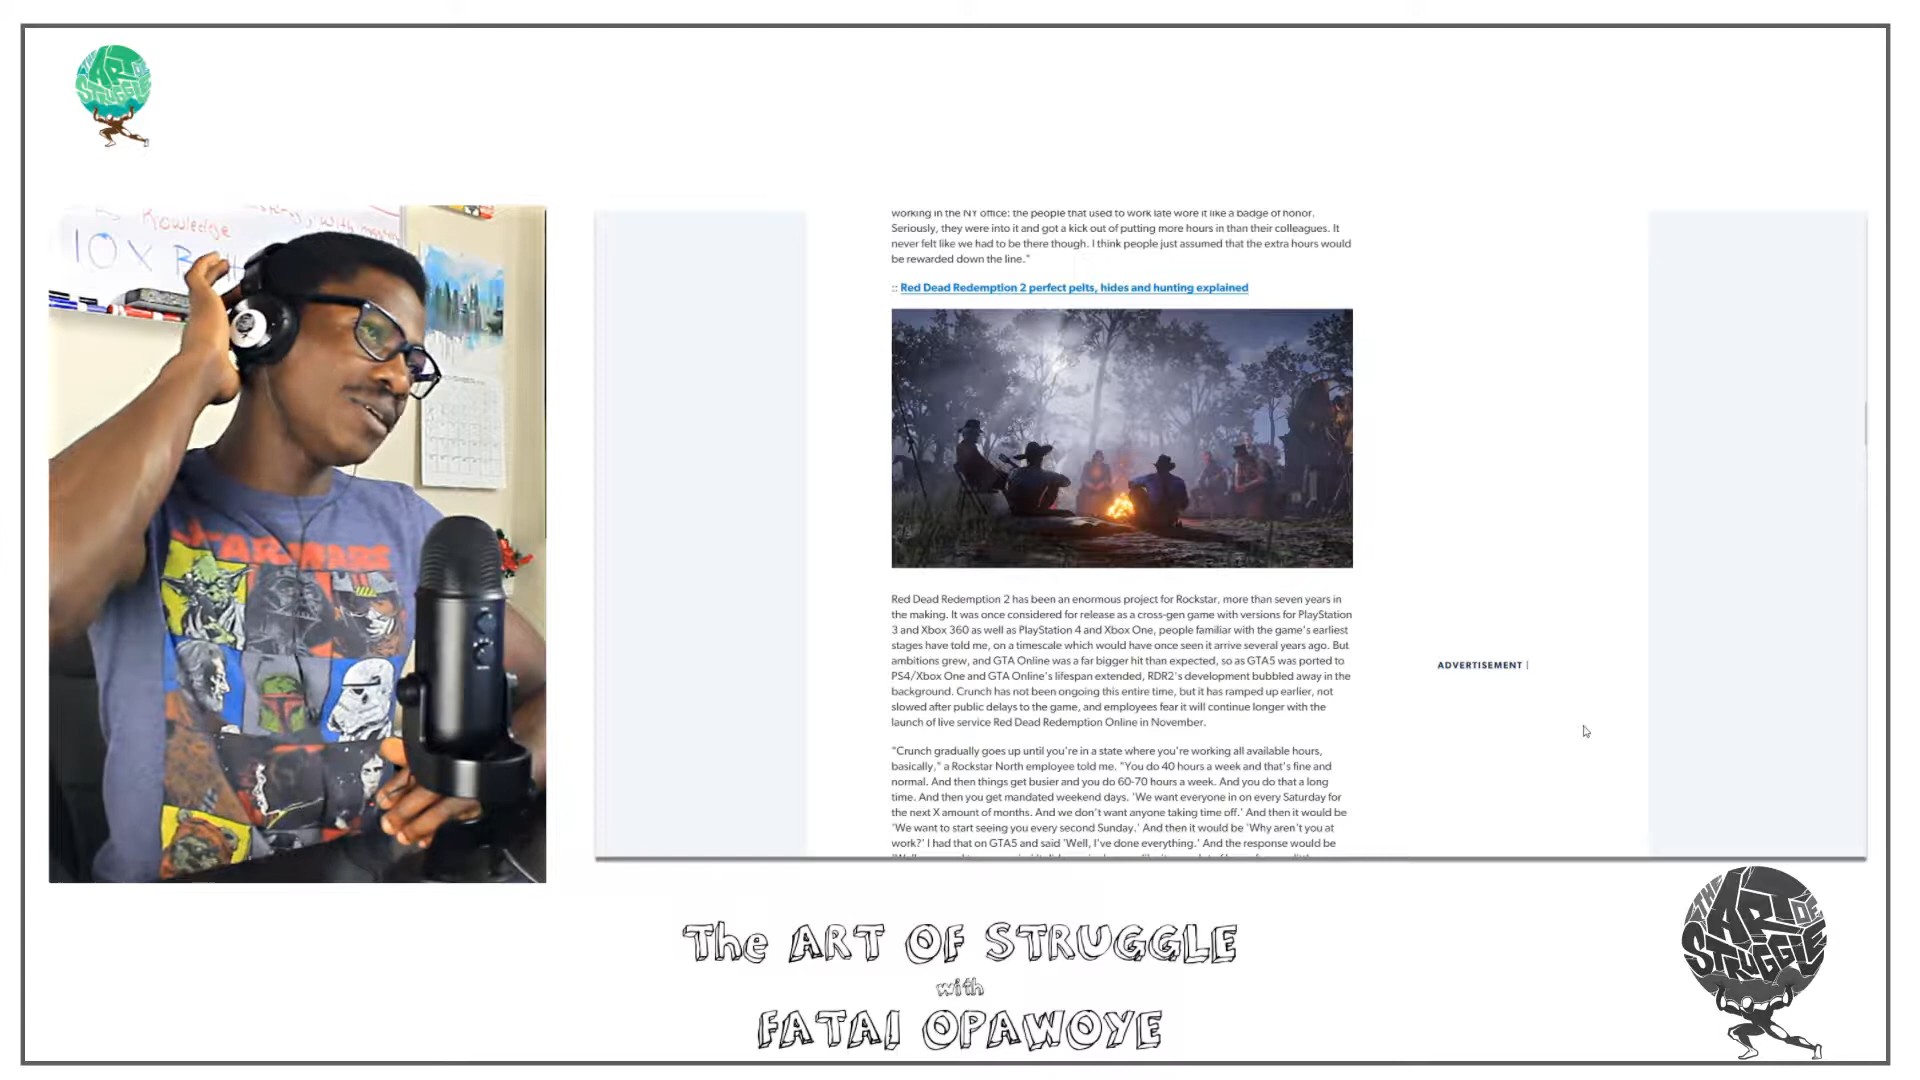 THE ART OF STRUGGLE
Knowledge
10X
STAR WARS
working in the NY office: the people that used to work late wore it like a badge of honor.
Seriously, they were into it and got a kick out of putting more hours in than their colleagues. It
never felt like we had to be there though. I think people just assumed that the extra hours would
be rewarded down the line."
:: Red Dead Redemption 2 perfect pelts, hides and hunting explained
Red Dead Redemption 2 has been an enormous project for Rockstar, more than seven years in
the making. It was once considered for release as a cross-gen game with versions for PlayStation
3 and Xbox 360 as well as PlayStation 4 and Xbox One, people familiar with the game's earliest
stages have told me, on a timescale which would have once seen it arrive several years ago. But
ambitions grew, and GTA Online was a far bigger hit than expected, so as GTA5 was ported to
PS4/Xbox One and GTA Online's lifespan extended, RDR2's development bubbled away in the
background. Crunch has not been ongoing this entire time, but it has ramped up earlier, not
slowed after public delays to the game, and employees fear it will continue longer with the
launch of live service Red Dead Redemption Online in November.
"Crunch gradually goes up until you're in a state where you're working all available hours,
basically," a Rockstar North employee told me. "You do 40 hours a week and that's fine and
normal. And then things get busier and you do 60-70 hours a week. And you do that a long
time. And then you get mandated weekend days. 'We want everyone in on every Saturday for
the next X amount of months. And we don't want anyone taking time off.' And then it would be
'We want to start seeing you every second Sunday.' And then it would be 'Why aren't you at
work?' I had that on GTA5 and said 'Well, I've done everything.' And the response would be
ADVERTISEMENT |
The ART OF STRUGGLE
with
FATAI OPAWOYE
THE ART OF STRUGGLE